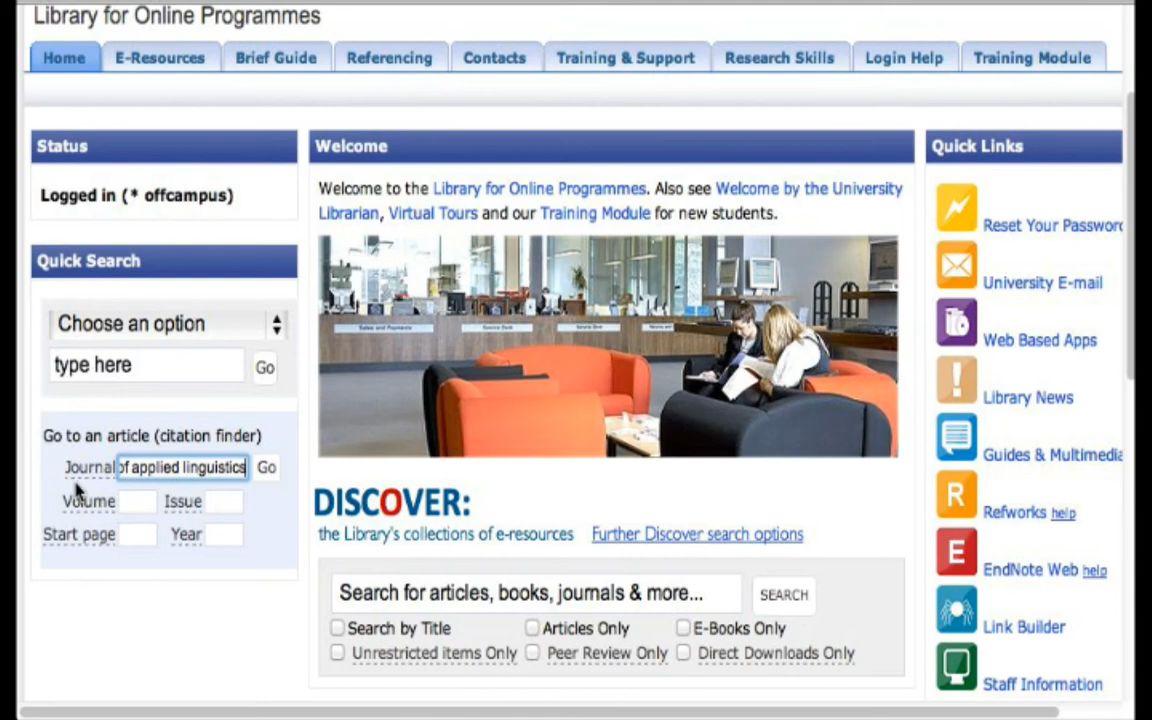 Library for Online Programmes
Home E-Resources Brief Guide Referencing Contacts Training & Support Research Skills Login Help Training Module
Status
Logged in (* offcampus)
Quick Search
Choose an option
type here Go
Go to an article (citation finder)
Journal of applied linguistics Go
Volume Issue
Start page Year
Welcome
Welcome to the Library for Online Programmes. Also see Welcome by the University
Librarian, Virtual Tours and our Training Module for new students.
DISCOVER:
the Library's collections of e-resources Further Discover search options
Search for articles, books, journals & more... SEARCH
Search by Title Articles Only E-Books Only
Unrestricted items Only Peer Review Only Direct Downloads Only
Quick Links
Reset Your Password
University E-mail
Web Based Apps
! Library News
Guides & Multimedia
R Refworks help
E EndNote Web help
Link Builder
Staff Information